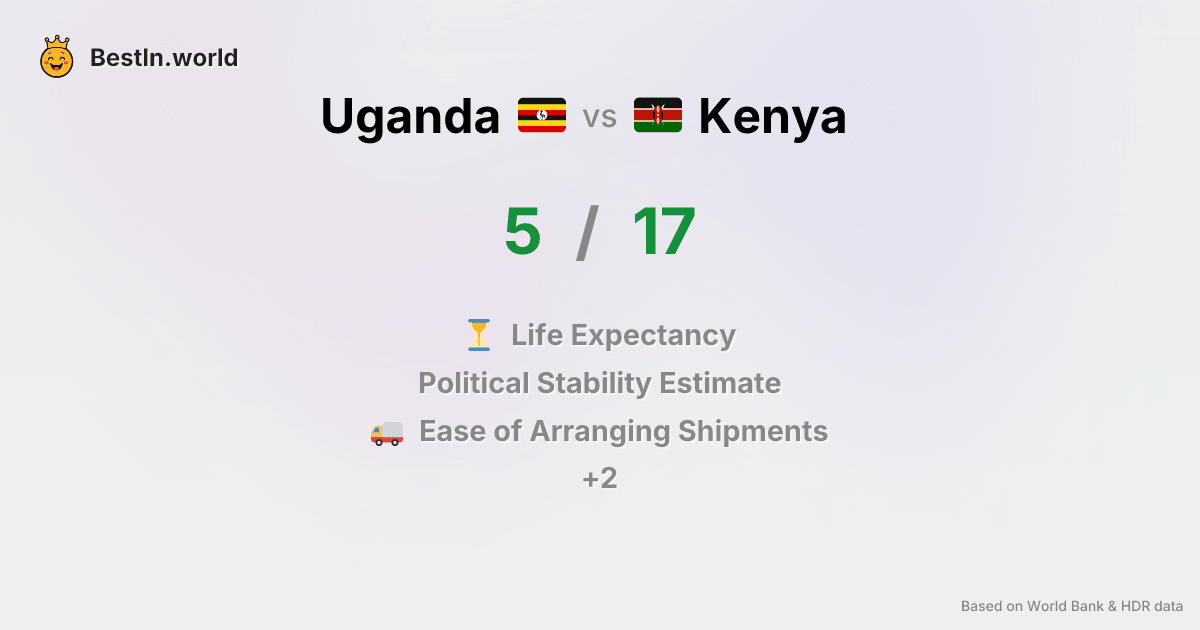 BestIn.world
Uganda vs Kenya
5 / 17
Life Expectancy
Political Stability Estimate
Ease of Arranging Shipments
+2
Based on World Bank & HDR data